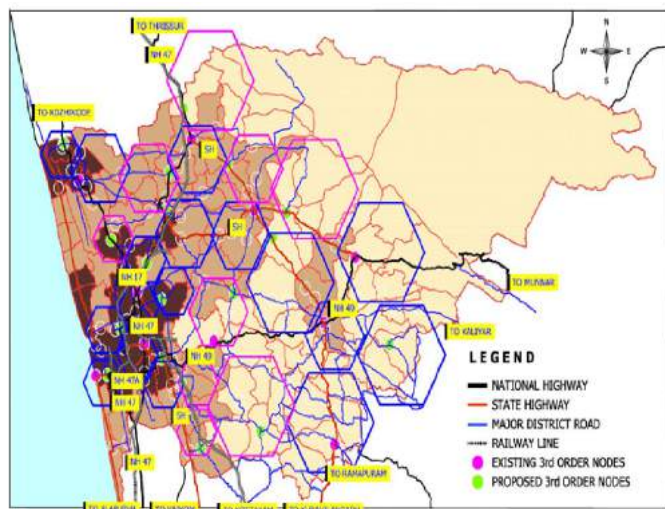 TO THRISSUR
N
NH 47
W E
S
TO KOZHIKODE
SH
SH
NH 17
TO MUNNAR
NH 49
NH 47
TO KALIYAR
NH 49
LEGEND
NATIONAL HIGHWAY
NH 47A
STATE HIGHWAY
NH 47
MAJOR DISTRICT ROAD
SH
RAILWAY LINE
NH 47
EXISTING 3rd ORDER NODES
TO RAMAPURAM
PROPOSED 3rd ORDER NODES